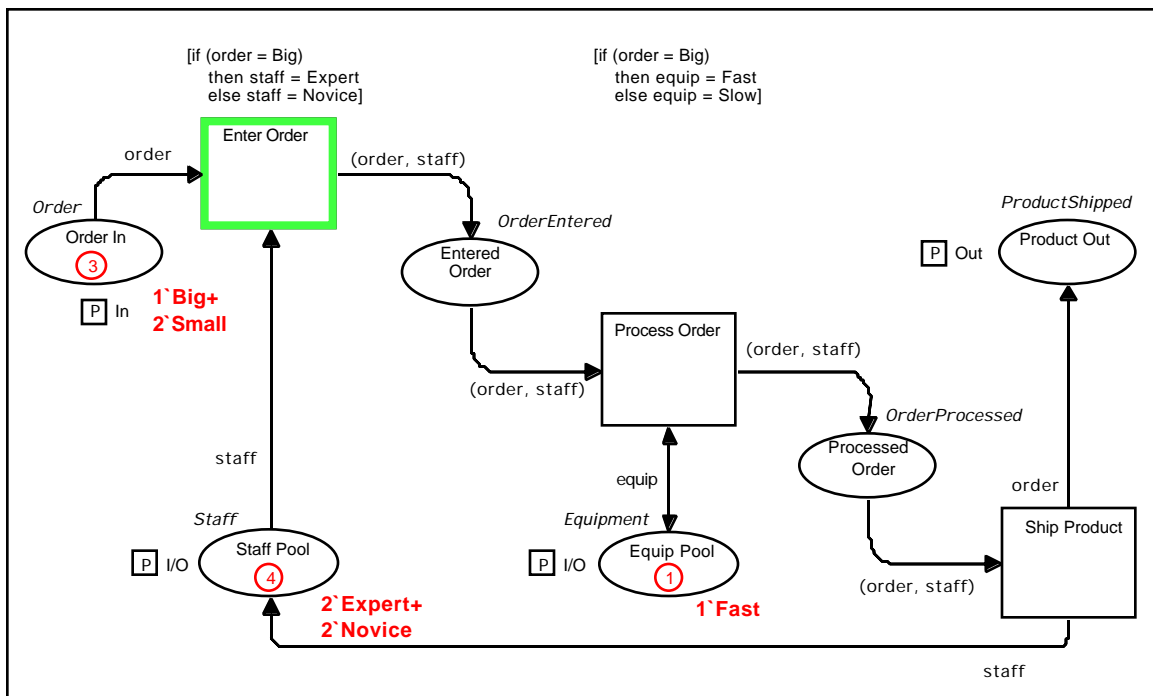 [if (order = Big)
then staff = Expert
else staff = Novice]
[if (order = Big)
then equip = Fast
else equip = Slow]
Enter Order
order
(order, staff)
Order
Order In
3
P In
1`Big+
2`Small
OrderEntered
Entered
Order
ProductShipped
Product Out
P Out
Process Order
(order, staff)
(order, staff)
OrderProcessed
Processed
Order
staff
equip
order
Staff
Staff Pool
4
P I/O
2`Expert+
2`Novice
Equipment
Equip Pool
1
P I/O
1`Fast
Ship Product
(order, staff)
staff